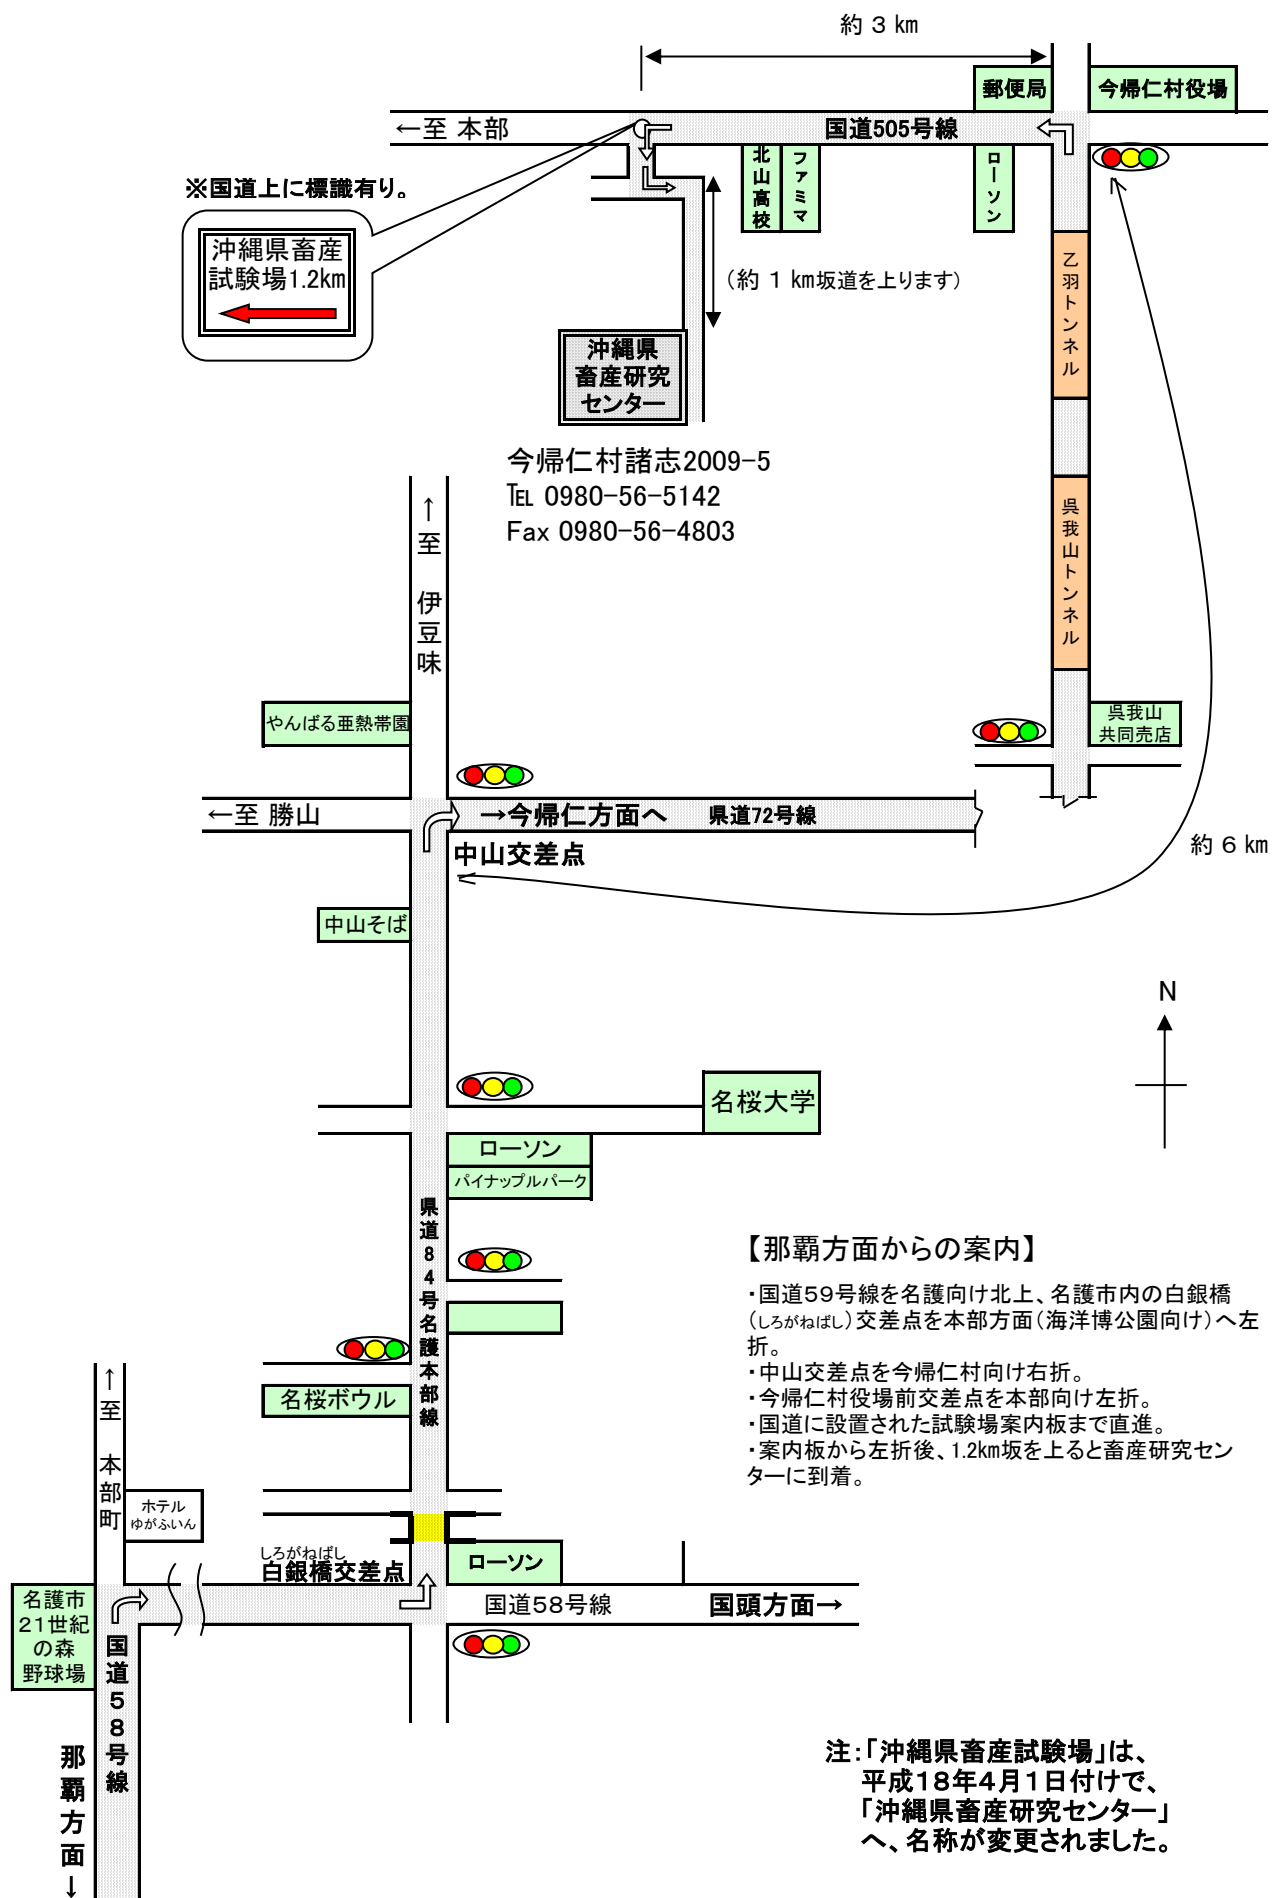 約 3 km
郵便局
今帰仁村役場
←至 本部
国道505号線
北山高校
ファミマ
ローソン
※国道上に標識有り。
沖縄県畜産
試験場1.2km
(約 1 km坂道を上ります)
乙羽トンネル
沖縄県
畜産研究
センター
今帰仁村諸志2009-5
℡ 0980-56-5142
Fax 0980-56-4803
呉我山トンネル
↑至 伊豆味
やんばる亜熱帯園
呉我山
共同売店
←至 勝山
→今帰仁方面へ
県道72号線
中山交差点
約 6 km
中山そば
N
名桜大学
ローソン
パイナップルパーク
県道84号名護本部線
【那覇方面からの案内】
・国道59号線を名護向け北上、名護市内の白銀橋
(しろがねばし)交差点を本部方面(海洋博公園向け)へ左
折。
・中山交差点を今帰仁村向け右折。
・今帰仁村役場前交差点を本部向け左折。
・国道に設置された試験場案内板まで直進。
・案内板から左折後、1.2km坂を上ると畜産研究セン
ターに到着。
名桜ボウル
↑至 本部町
ホテル
ゆがふいん
しろがねばし
白銀橋交差点
ローソン
国道58号線
国頭方面→
名護市
21世紀
の森
野球場
国道58号線
那覇方面↓
注:「沖縄県畜産試験場」は、
平成18年4月1日付けで、
「沖縄県畜産研究センター」
へ、名称が変更されました。